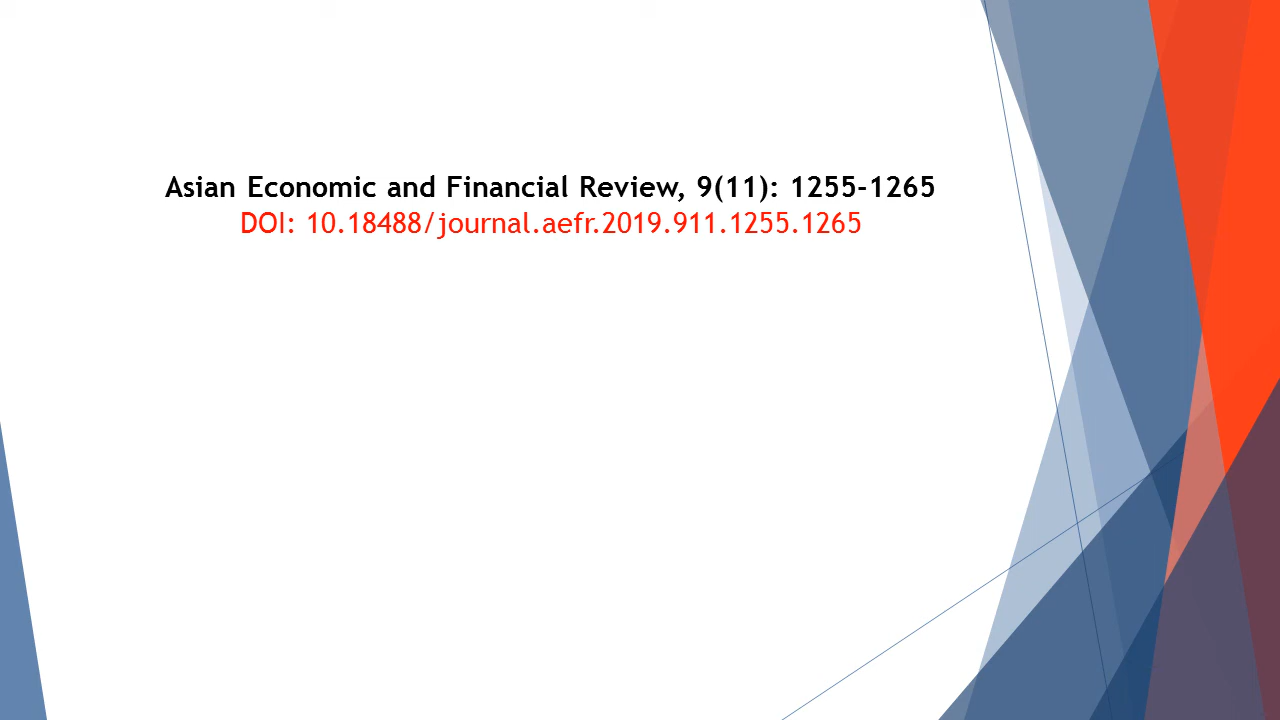 Asian Economic and Financial Review, 9(11): 1255-1265
DOI: 10.18488/journal.aefr.2019.911.1255.1265